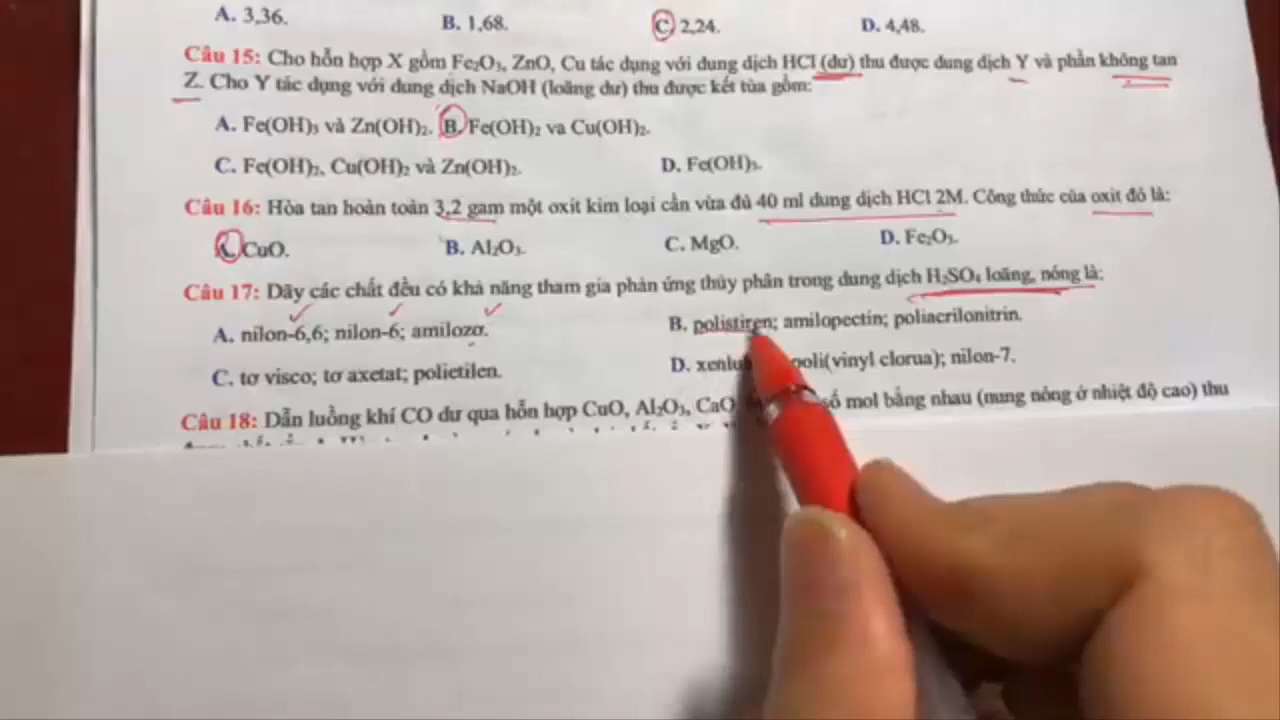 A. 3,36.
B. 1,68.
C. 2,24.
D. 4,48.
Câu 15: Cho hỗn hợp X gồm Fe₂O₃, ZnO, Cu tác dụng với dung dịch HCl (dư) thu được dung dịch Y và phần không tan
Z. Cho Y tác dụng với dung dịch NaOH (loãng dư) thu được kết tủa gồm:
A. Fe(OH)₃ và Zn(OH)₂.
B. Fe(OH)₂ va Cu(OH)₂.
C. Fe(OH)₂, Cu(OH)₂ và Zn(OH)₂.
D. Fe(OH)₃.
Câu 16: Hòa tan hoàn toàn 3,2 gam một oxit kim loại cần vừa đủ 40 ml dung dịch HCl 2M. Công thức của oxit đó là:
A. CuO.
B. Al₂O₃.
C. MgO.
D. Fe₂O₃.
Câu 17: Dãy các chất đều có khả năng tham gia phản ứng thủy phân trong dung dịch H₂SO₄ loãng, nóng là:
A. nilon-6,6; nilon-6; amilozơ.
B. polistiren; amilopectin; poliacrilonitrin.
C. tơ visco; tơ axetat; polietilen.
D. poli(vinyl clorua); nilon-7.
Câu 18: Dẫn luồng khí CO dư qua hỗn hợp CuO, Al₂O₃, CaO số mol bằng nhau (nung nóng ở nhiệt độ cao) thu